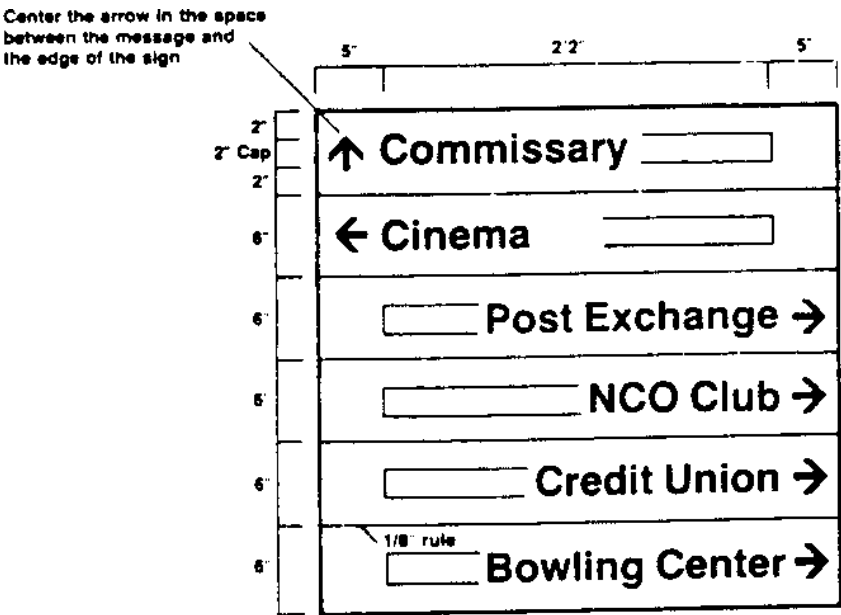 Center the arrow in the space
between the message and
the edge of the sign
5" 2'2" 5"
2"
2" Cap
2"
↑ Commissary
6"
← Cinema
6"
Post Exchange →
6"
NCO Club →
6"
Credit Union →
1/8" rule
6"
Bowling Center →